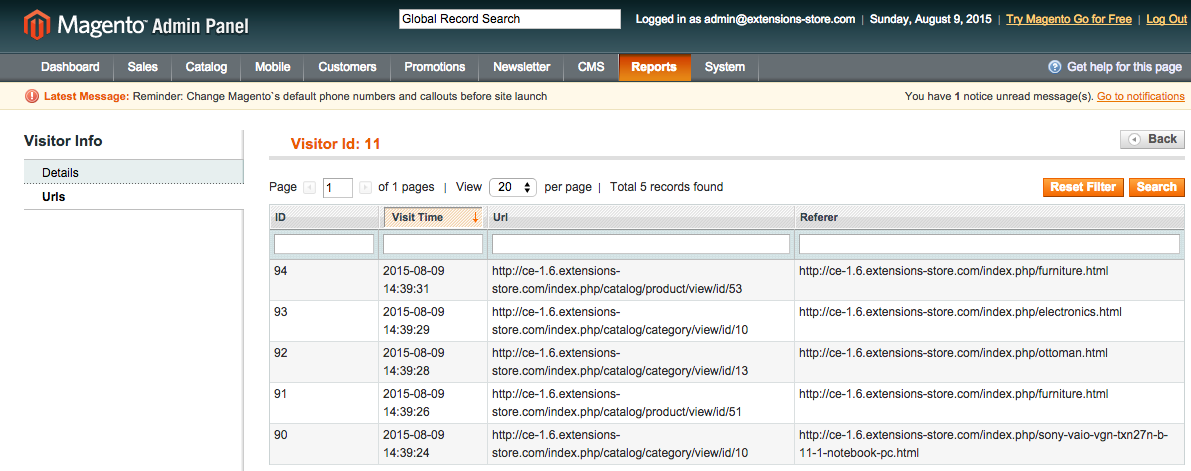 Magento™ Admin Panel
Global Record Search
Logged in as admin@extensions-store.com | Sunday, August 9, 2015 | Try Magento Go for Free | Log Out
Dashboard Sales Catalog Mobile Customers Promotions Newsletter CMS Reports System
Get help for this page
Latest Message: Reminder: Change Magento`s default phone numbers and callouts before site launch
You have 1 notice unread message(s). Go to notifications
Visitor Info
Details
Urls
Visitor Id: 11
Back
Page 1 of 1 pages | View 20 per page | Total 5 records found
Reset Filter Search
ID Visit Time Url Referer
94 2015-08-09 http://ce-1.6.extensions- http://ce-1.6.extensions-store.com/index.php/furniture.html
14:39:31 store.com/index.php/catalog/product/view/id/53
93 2015-08-09 http://ce-1.6.extensions- http://ce-1.6.extensions-store.com/index.php/electronics.html
14:39:29 store.com/index.php/catalog/category/view/id/10
92 2015-08-09 http://ce-1.6.extensions- http://ce-1.6.extensions-store.com/index.php/ottoman.html
14:39:28 store.com/index.php/catalog/category/view/id/13
91 2015-08-09 http://ce-1.6.extensions- http://ce-1.6.extensions-store.com/index.php/furniture.html
14:39:26 store.com/index.php/catalog/product/view/id/51
90 2015-08-09 http://ce-1.6.extensions- http://ce-1.6.extensions-store.com/index.php/sony-vaio-vgn-txn27n-b-
14:39:24 store.com/index.php/catalog/category/view/id/10 11-1-notebook-pc.html